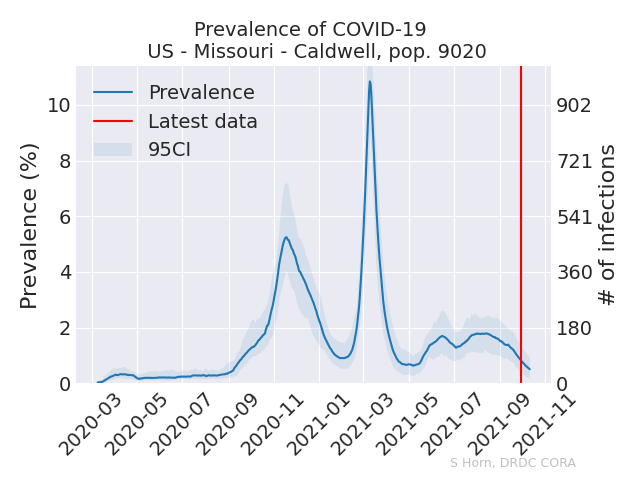 Prevalence of COVID-19
US - Missouri - Caldwell, pop. 9020
Prevalence
Latest data
95CI
Prevalence (%)
10
8
6
4
2
0
902
721
541
360
180
0
# of infections
2020-03
2020-05
2020-07
2020-09
2020-11
2021-01
2021-03
2021-05
2021-07
2021-09
2021-11
S Horn, DRDC CORA